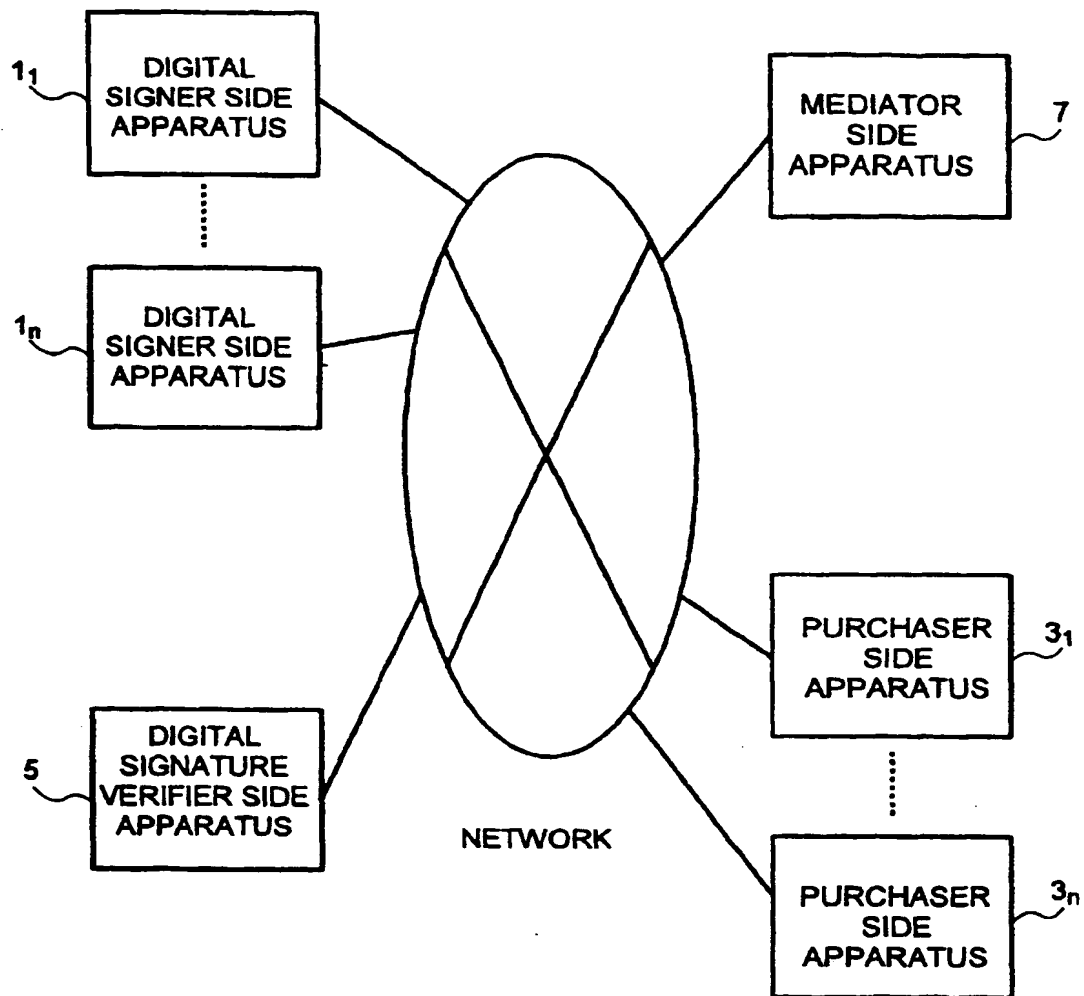 1₁
DIGITAL
SIGNER SIDE
APPARATUS
1ₙ
DIGITAL
SIGNER SIDE
APPARATUS
5
DIGITAL
SIGNATURE
VERIFIER SIDE
APPARATUS
NETWORK
MEDIATOR
SIDE
APPARATUS
7
PURCHASER
SIDE
APPARATUS
3₁
PURCHASER
SIDE
APPARATUS
3ₙ